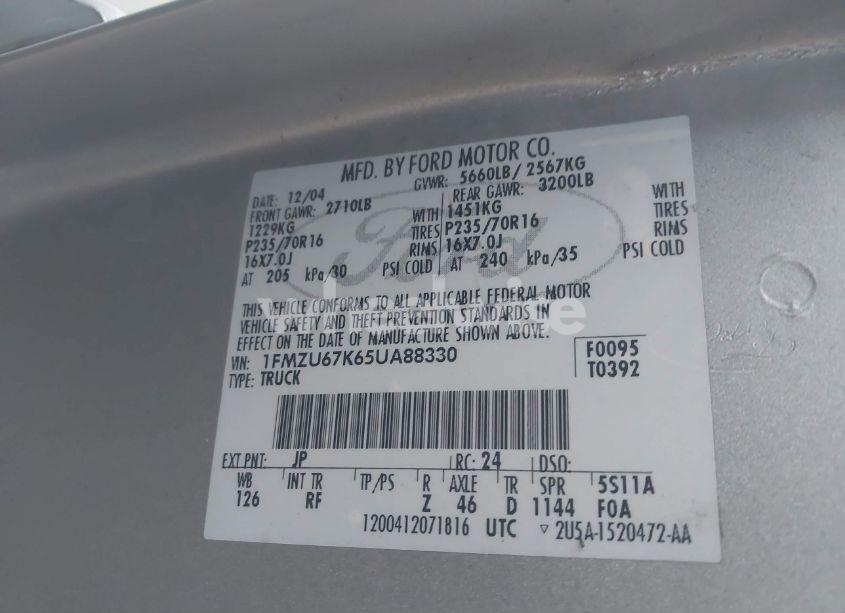 MFD. BY FORD MOTOR CO.
DATE: 12/04 GVWR: 5660LB/ 2567KG
FRONT GAWR: 2710LB REAR GAWR: 3200LB
1229KG WITH 1451KG WITH
P235/70R16 TIRES P235/70R16 TIRES
16X7.0J RIMS 16X7.0J RIMS
AT 205 kPa/30 PSI COLD AT 240 kPa/35 PSI COLD
Ford
THIS VEHICLE CONFORMS TO ALL APPLICABLE FEDERAL MOTOR
VEHICLE SAFETY AND THEFT PREVENTION STANDARDS IN
EFFECT ON THE DATE OF MANUFACTURE SHOWN ABOVE.
VIN: 1FMZU67K65UA88330 F0095
TYPE: TRUCK T0392
EXT PNT: JP RC: 24 DSO:
WB INT TR TP/PS R AXLE TR SPR 5S11A
126 RF Z 46 D 1144 F0A
1200412071816 UTC ▽ 2U5A-1520472-AA